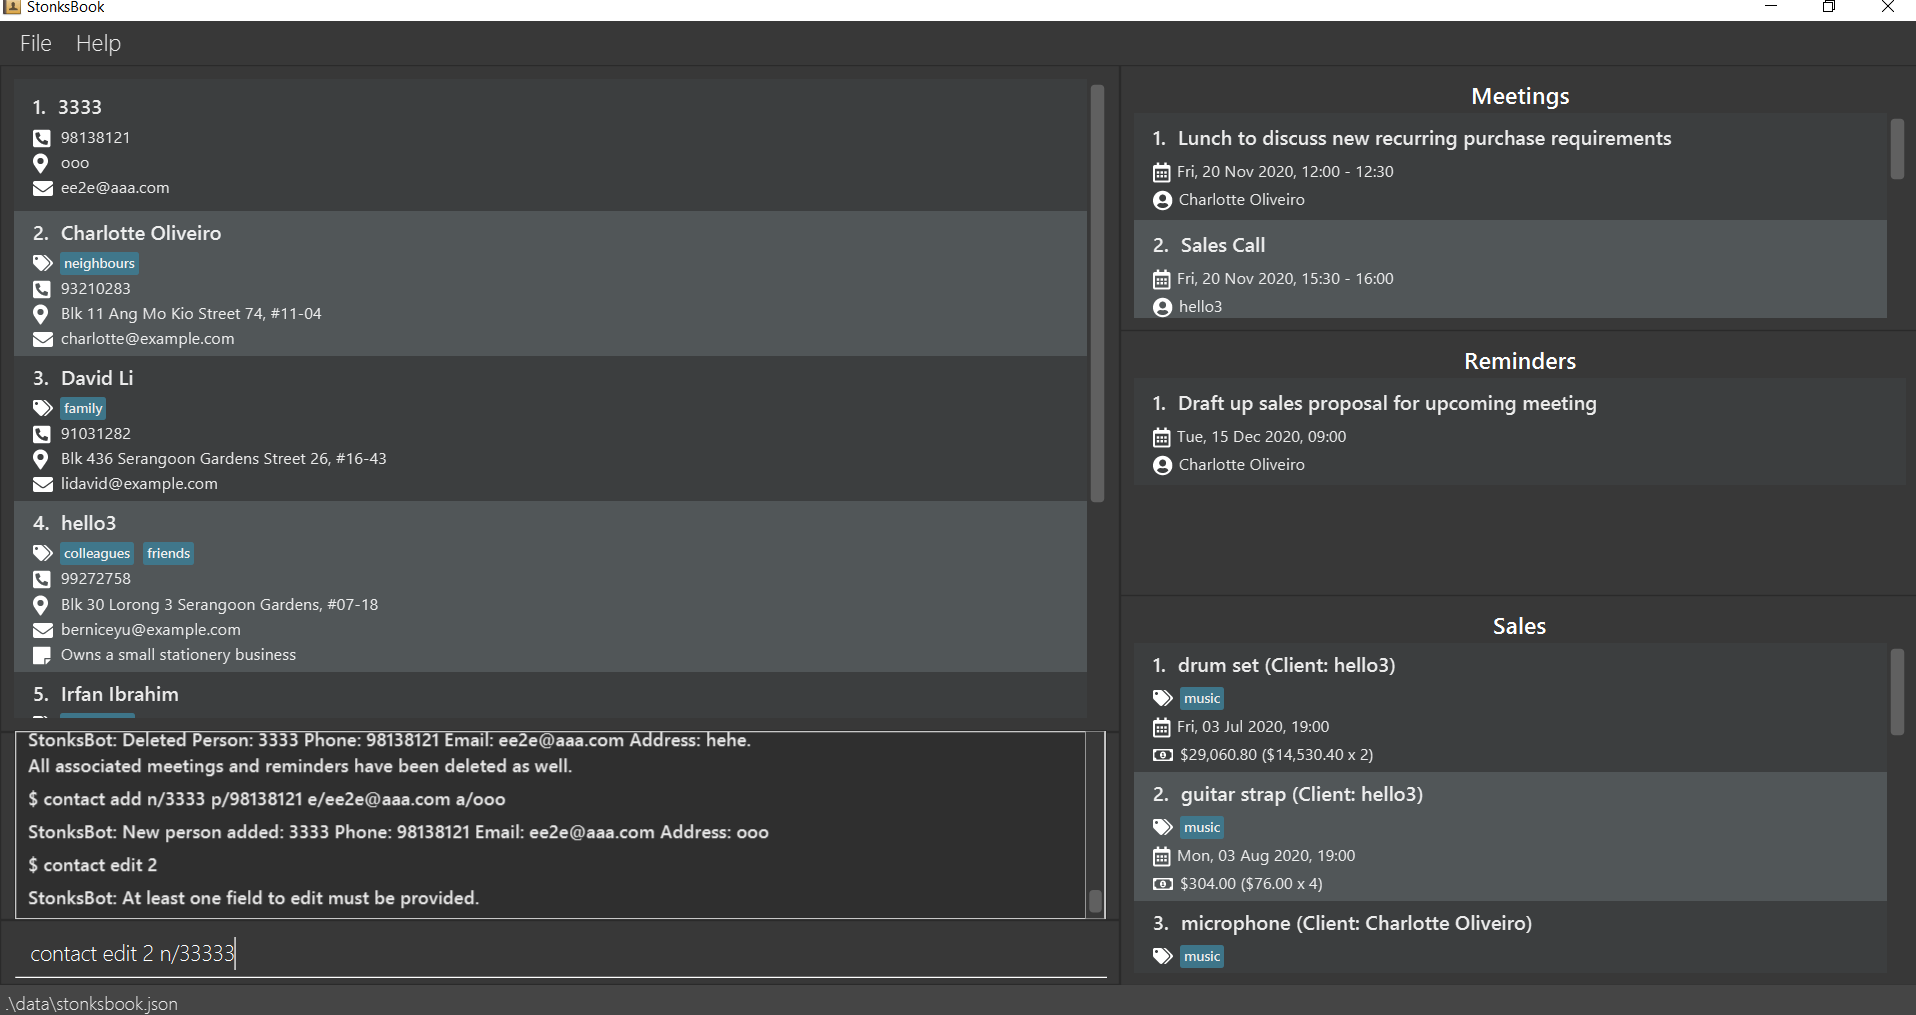 StonksBook
File Help
1. 3333
98138121
ooo
ee2e@aaa.com
2. Charlotte Oliveiro
neighbours
93210283
Blk 11 Ang Mo Kio Street 74, #11-04
charlotte@example.com
3. David Li
family
91031282
Blk 436 Serangoon Gardens Street 26, #16-43
lidavid@example.com
4. hello3
colleagues friends
99272758
Blk 30 Lorong 3 Serangoon Gardens, #07-18
berniceyu@example.com
Owns a small stationery business
5. Irfan Ibrahim
StonksBot: Deleted Person: 3333 Phone: 98138121 Email: ee2e@aaa.com Address: hehe.
All associated meetings and reminders have been deleted as well.
$ contact add n/3333 p/98138121 e/ee2e@aaa.com a/ooo
StonksBot: New person added: 3333 Phone: 98138121 Email: ee2e@aaa.com Address: ooo
$ contact edit 2
StonksBot: At least one field to edit must be provided.
contact edit 2 n/33333
Meetings
1. Lunch to discuss new recurring purchase requirements
Fri, 20 Nov 2020, 12:00 - 12:30
Charlotte Oliveiro
2. Sales Call
Fri, 20 Nov 2020, 15:30 - 16:00
hello3
Reminders
1. Draft up sales proposal for upcoming meeting
Tue, 15 Dec 2020, 09:00
Charlotte Oliveiro
Sales
1. drum set (Client: hello3)
music
Fri, 03 Jul 2020, 19:00
$29,060.80 ($14,530.40 x 2)
2. guitar strap (Client: hello3)
music
Mon, 03 Aug 2020, 19:00
$304.00 ($76.00 x 4)
3. microphone (Client: Charlotte Oliveiro)
music
.\data\stonksbook.json